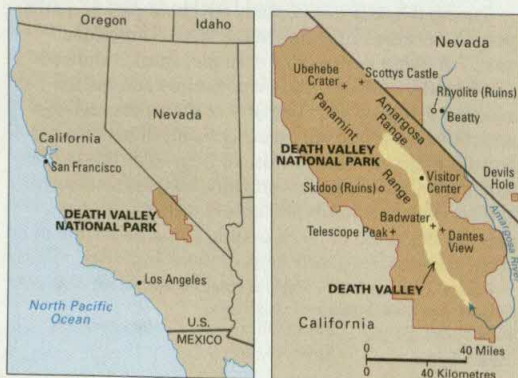 Oregon
Idaho
Nevada
California
San Francisco
DEATH VALLEY
NATIONAL PARK
Los Angeles
North Pacific
Ocean
U.S.
MEXICO
Nevada
Ubehebe
Crater
Scottys Castle
Rhyolite (Ruins)
Beatty
Amargosa
Range
Panamint
Range
DEATH VALLEY
NATIONAL PARK
Visitor
Center
Devils
Hole
Skidoo (Ruins)
Badwater
Telescope Peak
Dantes
View
Amargosa River
DEATH VALLEY
California
0
40 Miles
0
40 Kilometres